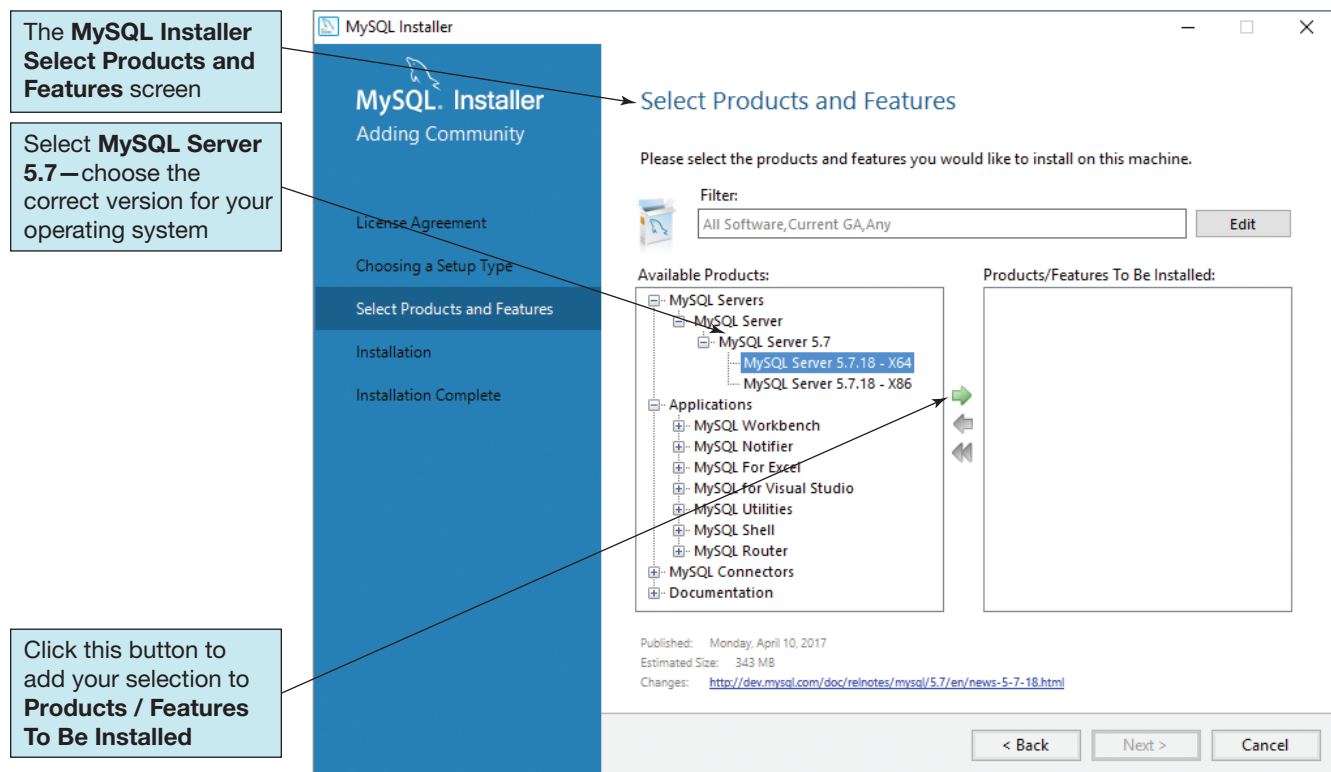 The MySQL Installer
Select Products and
Features screen
Select MySQL Server
5.7—choose the
correct version for your
operating system
Click this button to
add your selection to
Products / Features
To Be Installed
MySQL Installer
MySQL. Installer
Adding Community
License Agreement
Choosing a Setup Type
Select Products and Features
Installation
Installation Complete
Select Products and Features
Please select the products and features you would like to install on this machine.
Filter:
All Software,Current GA,Any
Edit
Available Products:
MySQL Servers
MySQL Server
MySQL Server 5.7
MySQL Server 5.7.18 - X64
MySQL Server 5.7.18 - X86
Applications
MySQL Workbench
MySQL Notifier
MySQL For Excel
MySQL for Visual Studio
MySQL Utilities
MySQL Shell
MySQL Router
MySQL Connectors
Documentation
Products/Features To Be Installed:
Published: Monday, April 10, 2017
Estimated Size: 343 MB
Changes: http://dev.mysql.com/doc/relnotes/mysql/5.7/en/news-5-7-18.html
< Back
Next >
Cancel